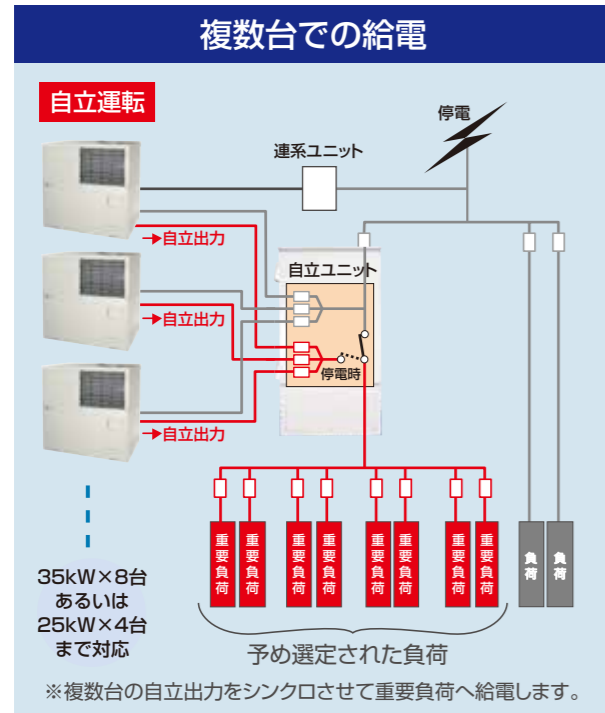 複数台での給電
自立運転
停電
連系ユニット
→自立出力
自立ユニット
→自立出力
停電時
→自立出力
重要負荷
重要負荷
重要負荷
重要負荷
重要負荷
重要負荷
重要負荷
重要負荷
負荷
負荷
35kW×8台
あるいは
25kW×4台
まで対応
予め選定された負荷
※複数台の自立出力をシンクロさせて重要負荷へ給電します。